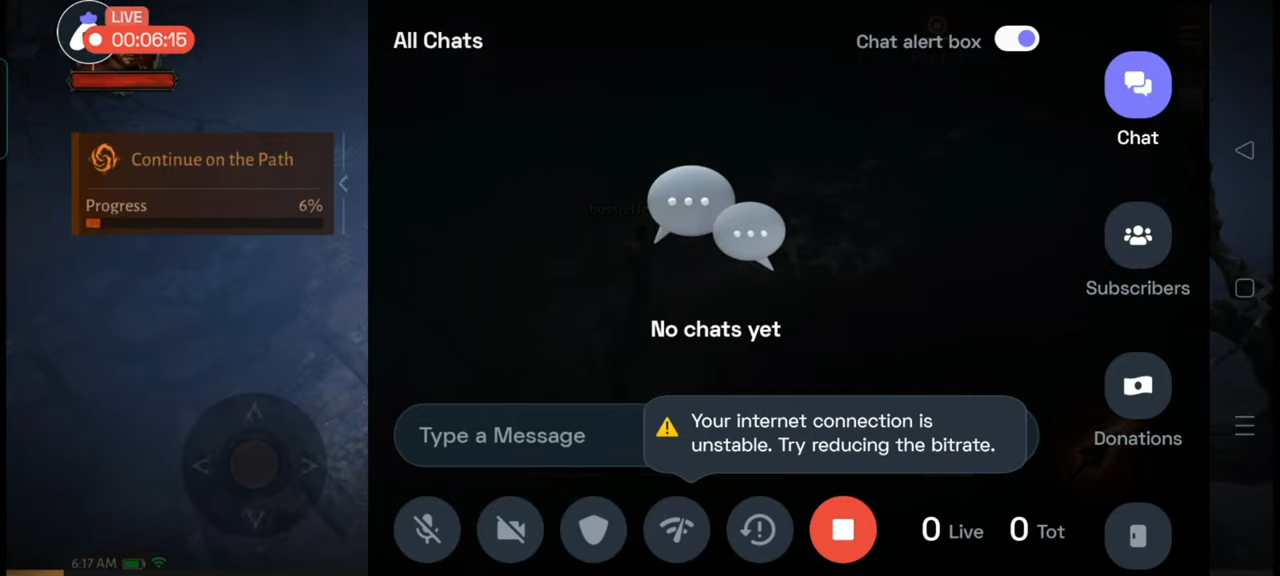 LIVE
00:06:15
All Chats
Chat alert box
Chat
Continue on the Path
Progress 6%
Subscribers
No chats yet
Your internet connection is
unstable. Try reducing the bitrate.
Type a Message
Donations
0 Live 0 Tot
6:17 AM